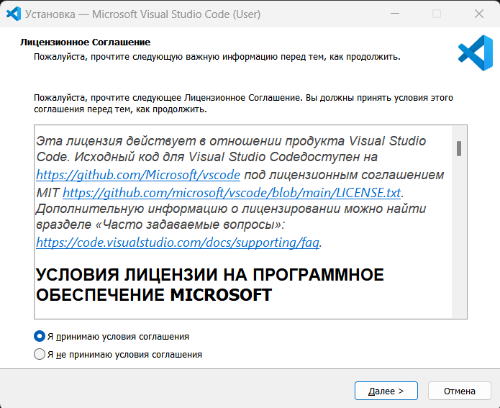 Установка — Microsoft Visual Studio Code (User)
Лицензионное Соглашение
Пожалуйста, прочтите следующую важную информацию перед тем, как продолжить.
Пожалуйста, прочтите следующее Лицензионное Соглашение. Вы должны принять условия этого
соглашения перед тем, как продолжить.
Эта лицензия действует в отношении продукта Visual Studio
Code. Исходный код для Visual Studio Codeдоступен на
https://github.com/Microsoft/vscode под лицензионным соглашением
MIT https://github.com/microsoft/vscode/blob/main/LICENSE.txt.
Дополнительную информацию о лицензировании можно найти
вразделе «Часто задаваемые вопросы»:
https://code.visualstudio.com/docs/supporting/faq.
УСЛОВИЯ ЛИЦЕНЗИИ НА ПРОГРАММНОЕ
ОБЕСПЕЧЕНИЕ MICROSOFT
Я принимаю условия соглашения
Я не принимаю условия соглашения
Далее >
Отмена